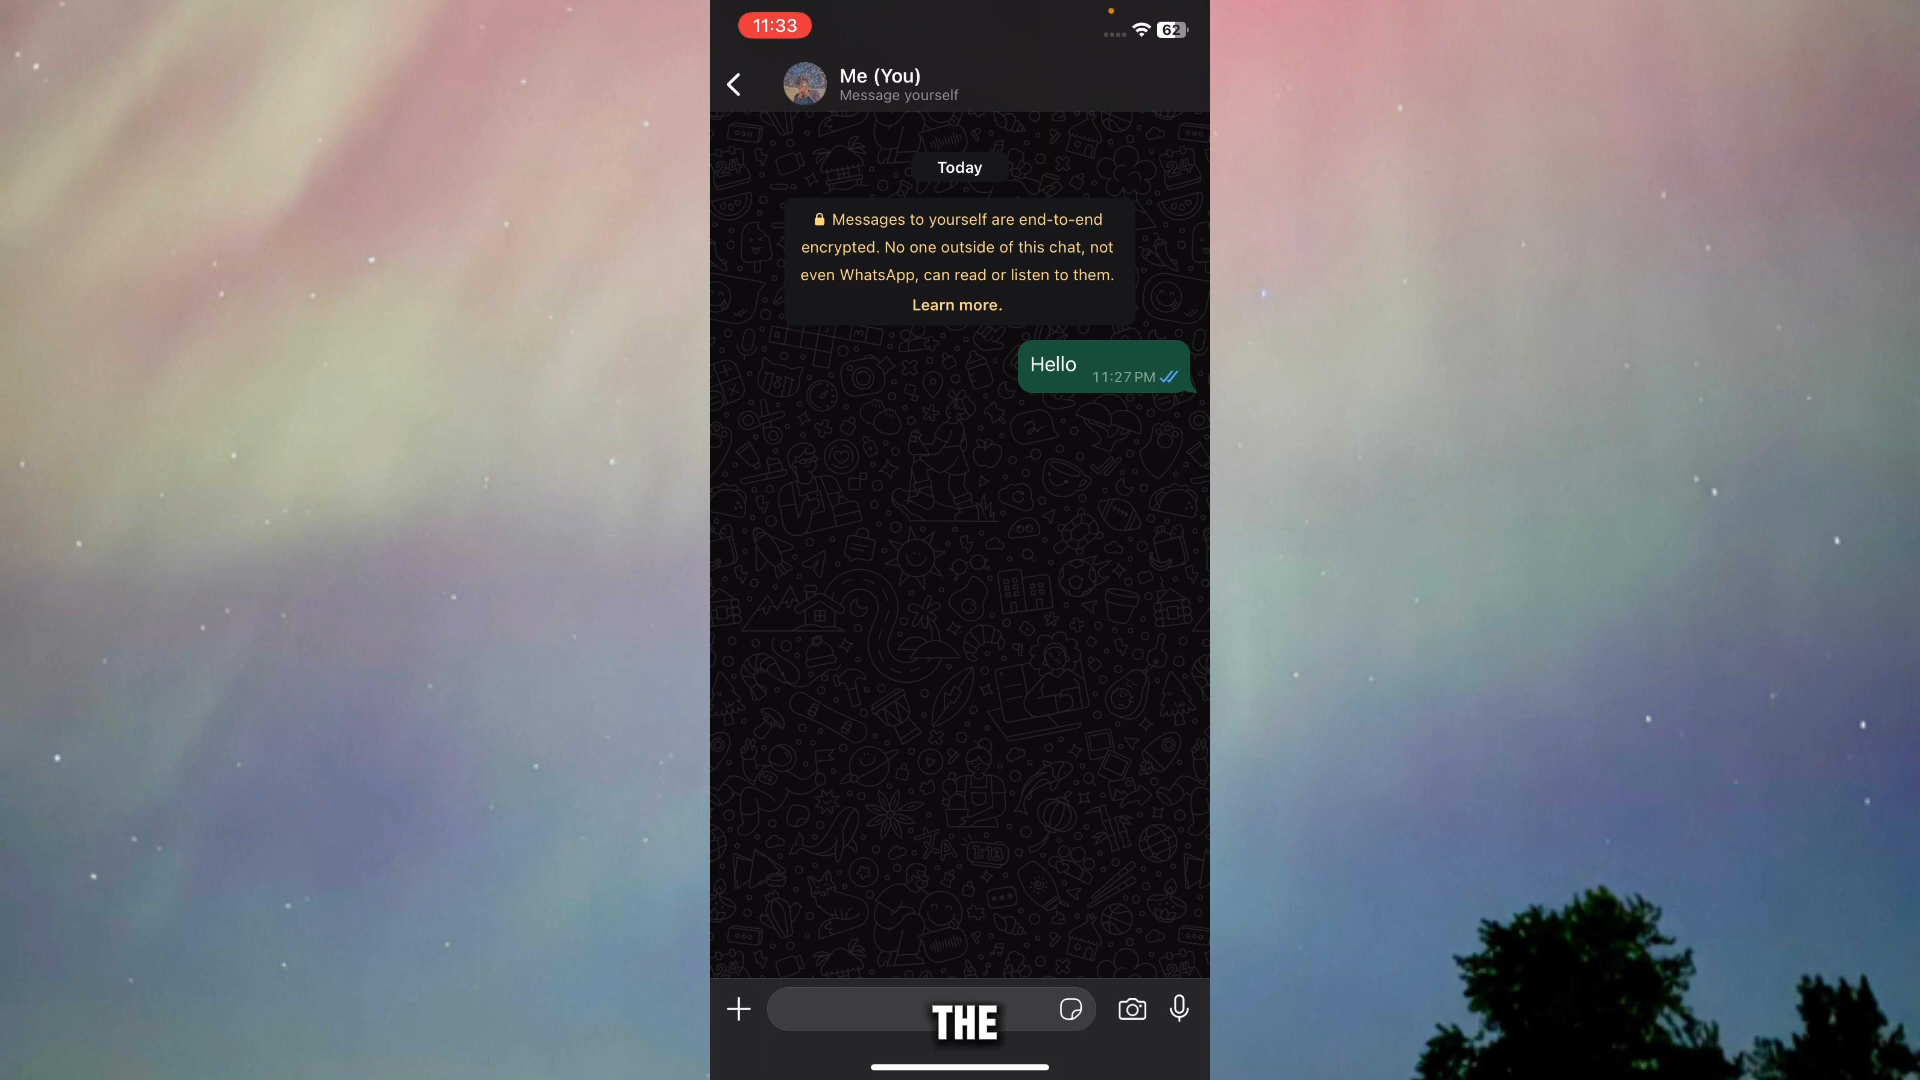 11:33
62
Me (You)
Message yourself
Today
Messages to yourself are end-to-end
encrypted. No one outside of this chat, not
even WhatsApp, can read or listen to them.
Learn more.
Hello
11:27 PM
THE